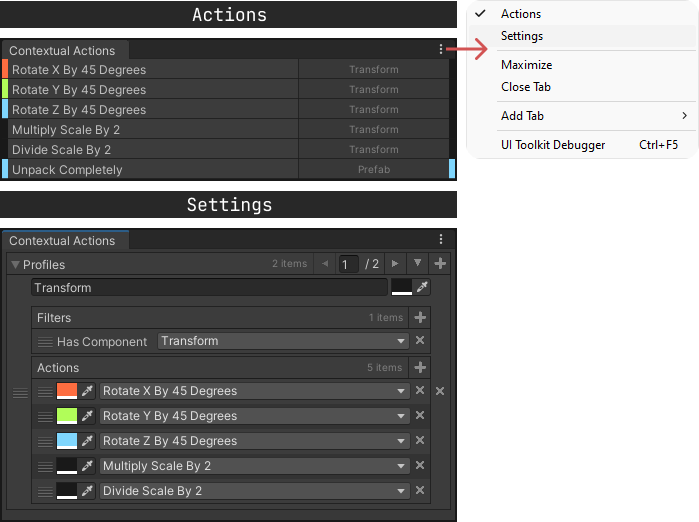 Actions
Contextual Actions
Rotate X By 45 Degrees Transform
Rotate Y By 45 Degrees Transform
Rotate Z By 45 Degrees Transform
Multiply Scale By 2 Transform
Divide Scale By 2 Transform
Unpack Completely Prefab
Actions
Settings
Maximize
Close Tab
Add Tab
UI Toolkit Debugger Ctrl+F5
Settings
Contextual Actions
Profiles 2 items 1 / 2
Transform
Filters 1 items
Has Component Transform
Actions 5 items
Rotate X By 45 Degrees
Rotate Y By 45 Degrees
Rotate Z By 45 Degrees
Multiply Scale By 2
Divide Scale By 2